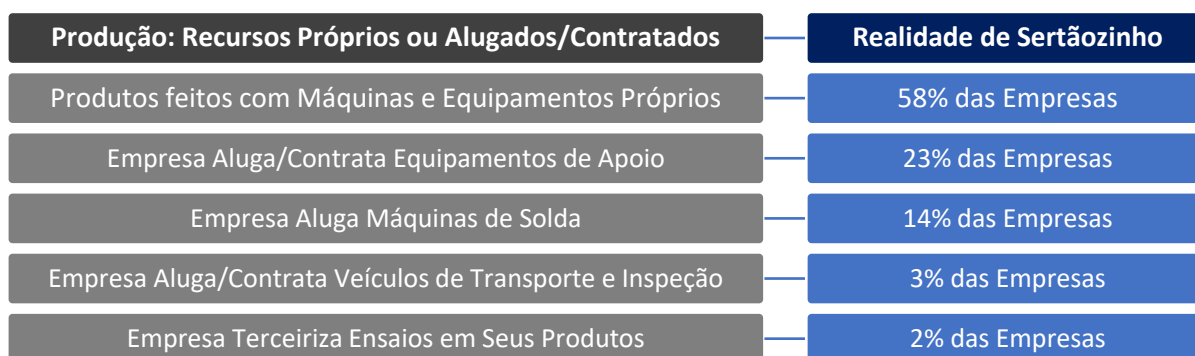 Produção: Recursos Próprios ou Alugados/Contratados
Realidade de Sertãozinho
Produtos feitos com Máquinas e Equipamentos Próprios
58% das Empresas
Empresa Aluga/Contrata Equipamentos de Apoio
23% das Empresas
Empresa Aluga Máquinas de Solda
14% das Empresas
Empresa Aluga/Contrata Veículos de Transporte e Inspeção
3% das Empresas
Empresa Terceiriza Ensaios em Seus Produtos
2% das Empresas